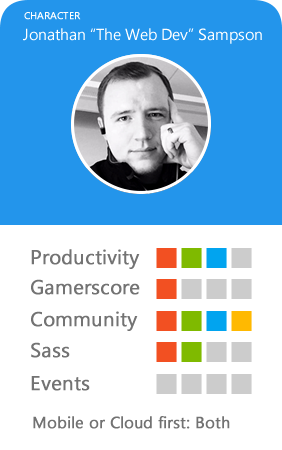 CHARACTER
Jonathan “The Web Dev” Sampson
Productivity
Gamerscore
Community
Sass
Events
Mobile or Cloud first: Both